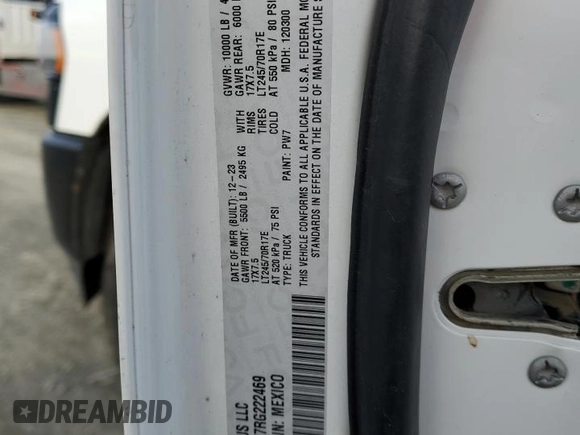 DATE OF MFR (BUILT): 12-23 GVWR: 10000 LB /
GAWR FRONT: 5500 LB / 2495 KG WITH GAWR REAR: 6000
17X7.5 RIMS 17X7.5
LT245/70R17E TIRES LT245/70R17E
AT 520 kPa / 75 PSI COLD AT 550 kPa / 80 PSI
TYPE: TRUCK PAINT: PW7 MDH: 120300
THIS VEHICLE CONFORMS TO ALL APPLICABLE U.S.A. FEDERAL
STANDARDS IN EFFECT ON THE DATE OF MANUFACTURE
US LLC
7RG222469
IN: MEXICO
EPIC.VIN